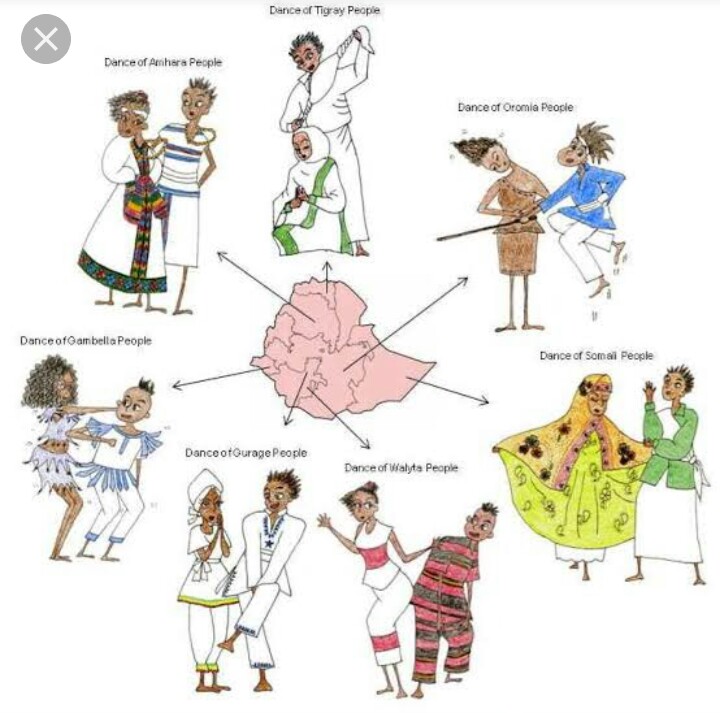 Dance of Tigray People
Dance of Amhara People
Dance of Oromia People
Dance of Gambella People
Dance of Somali People
Dance of Gurage People
Dance of Walyta People